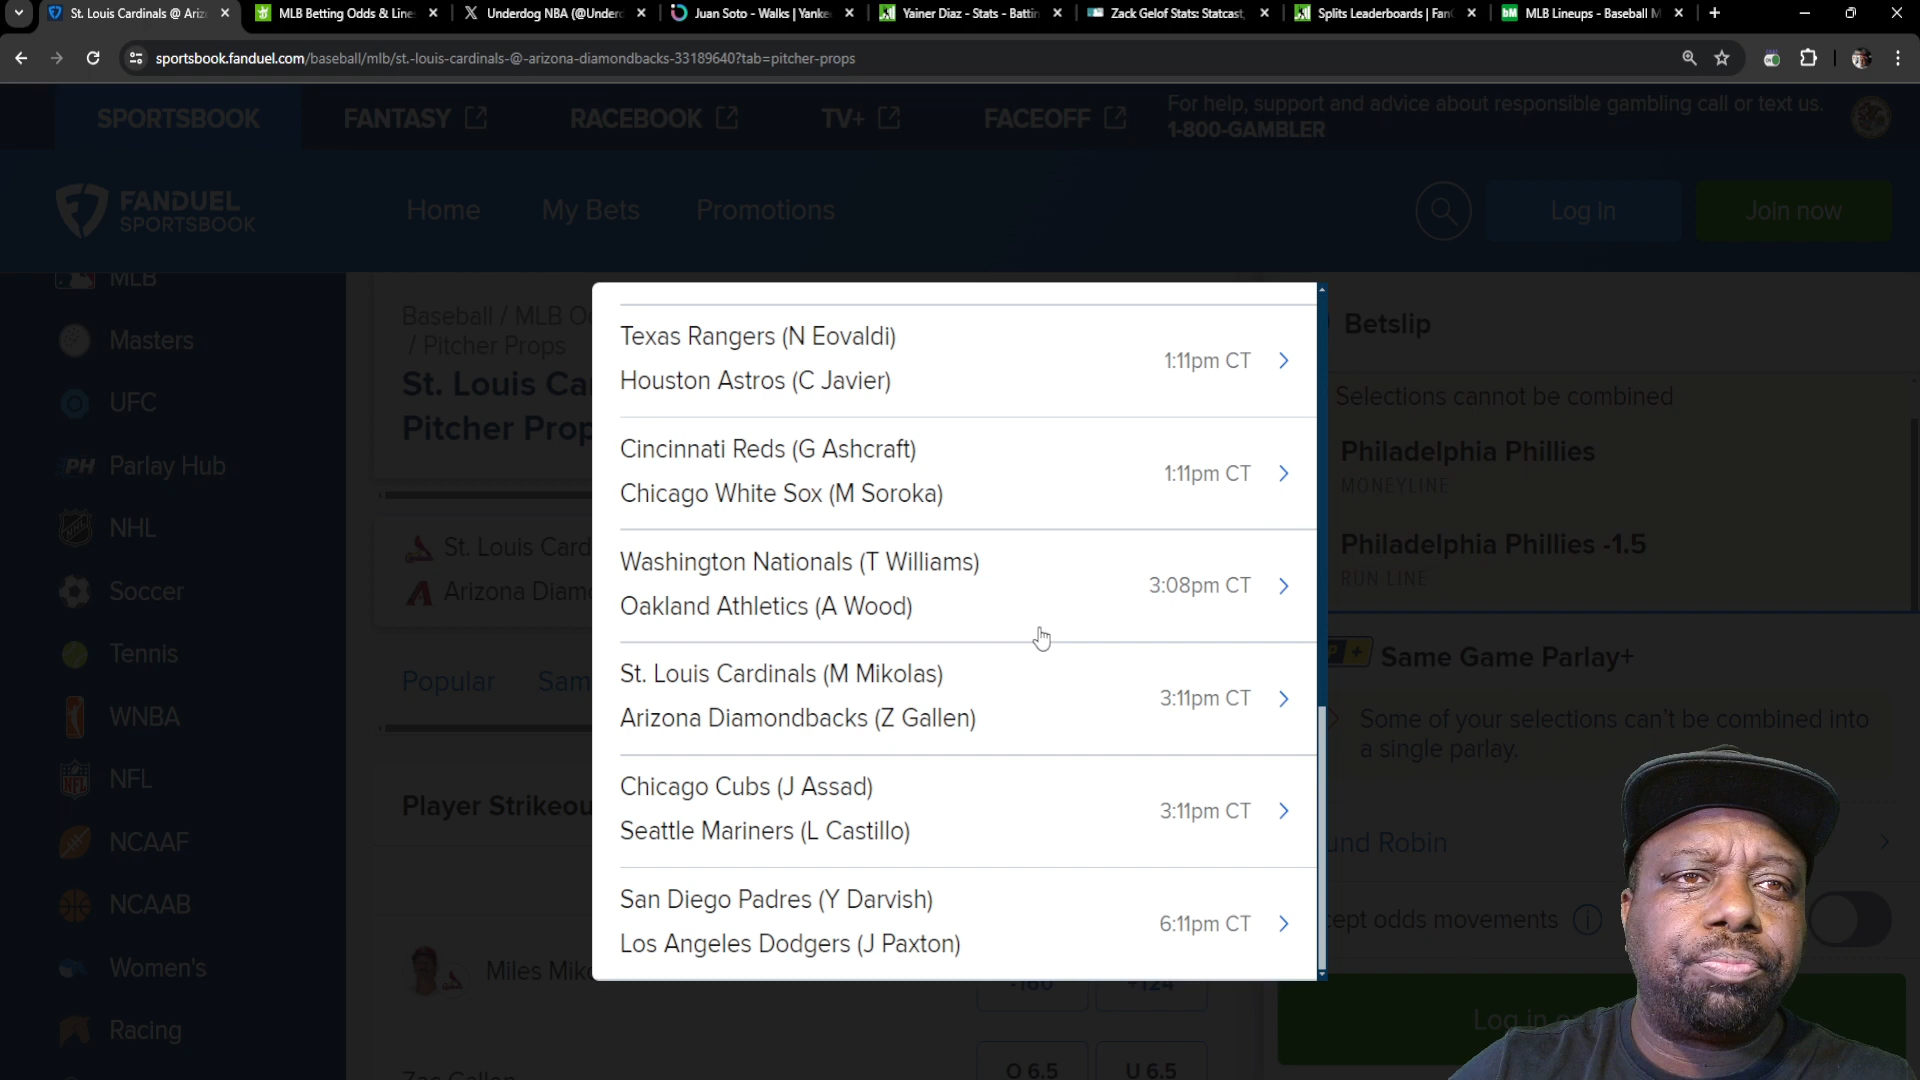 St. Louis Cardinals @ Ariz
MLB Betting Odds & Line
Underdog NBA (@Underd
Juan Soto - Walks | Yanke
Yainer Diaz - Stats - Battin
Zack Gelof Stats: Statcast,
Splits Leaderboards | Fan
MLB Lineups - Baseball M
sportsbook.fanduel.com/baseball/mlb/st.-louis-cardinals-@-arizona-diamondbacks-33189640?tab=pitcher-props
SPORTSBOOK
FANTASY
RACEBOOK
TV+
FACEOFF
For help, support and advice about responsible gambling call or text us.
1-800-GAMBLER
FANDUEL
SPORTSBOOK
Home
My Bets
Promotions
Log in
Join now
MLB
Masters
UFC
PH Parlay Hub
NHL
Soccer
Tennis
WNBA
NFL
NCAAF
NCAAB
Women's
Racing
Baseball / MLB O
/ Pitcher Props
St. Louis Ca
Pitcher Prop
St. Louis Card
Arizona Diam
Popular
Sam
Player Strikeou
Miles Mik
-160
+124
O 6.5
U 6.5
Texas Rangers (N Eovaldi)
Houston Astros (C Javier)
1:11pm CT
Cincinnati Reds (G Ashcraft)
Chicago White Sox (M Soroka)
1:11pm CT
Washington Nationals (T Williams)
Oakland Athletics (A Wood)
3:08pm CT
St. Louis Cardinals (M Mikolas)
Arizona Diamondbacks (Z Gallen)
3:11pm CT
Chicago Cubs (J Assad)
Seattle Mariners (L Castillo)
3:11pm CT
San Diego Padres (Y Darvish)
Los Angeles Dodgers (J Paxton)
6:11pm CT
Betslip
Selections cannot be combined
Philadelphia Phillies
MONEYLINE
Philadelphia Phillies -1.5
RUN LINE
Same Game Parlay+
Some of your selections can't be combined into
a single parlay.
und Robin
cept odds movements
Log in